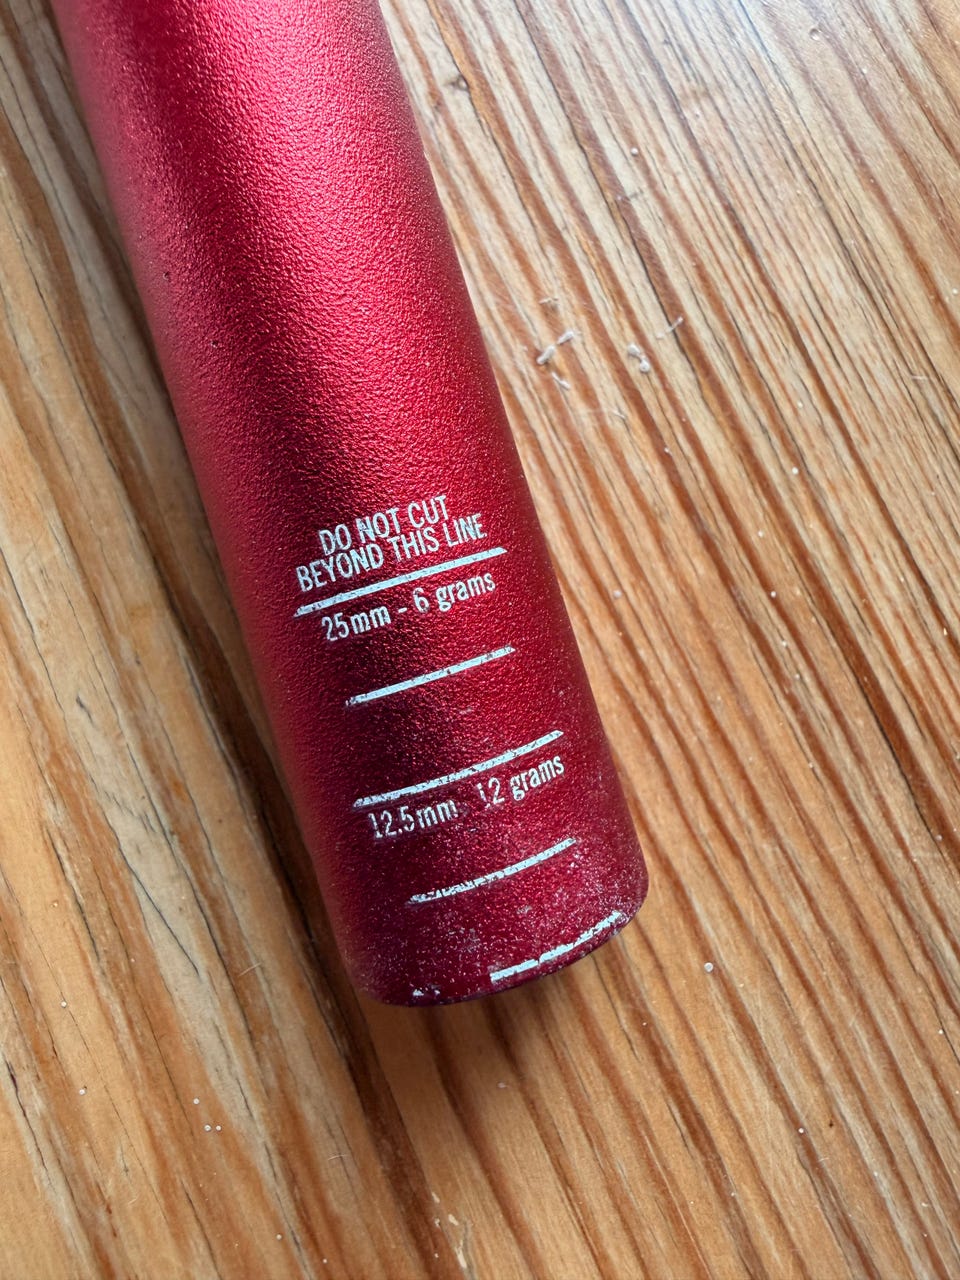 DO NOT CUT
BEYOND THIS LINE
25mm - 6 grams
12.5mm 12 grams